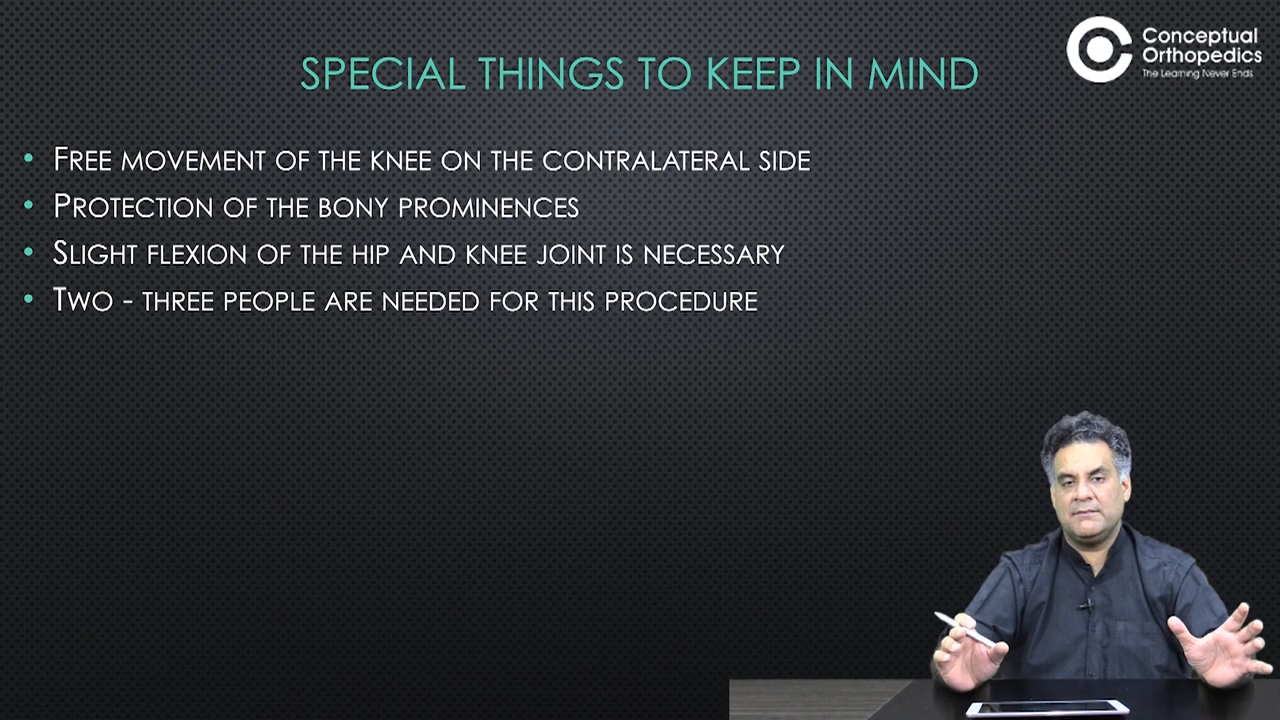 Conceptual
Orthopedics
The Learning Never Ends
SPECIAL THINGS TO KEEP IN MIND
• FREE MOVEMENT OF THE KNEE ON THE CONTRALATERAL SIDE
• PROTECTION OF THE BONY PROMINENCES
• SLIGHT FLEXION OF THE HIP AND KNEE JOINT IS NECESSARY
• TWO - THREE PEOPLE ARE NEEDED FOR THIS PROCEDURE